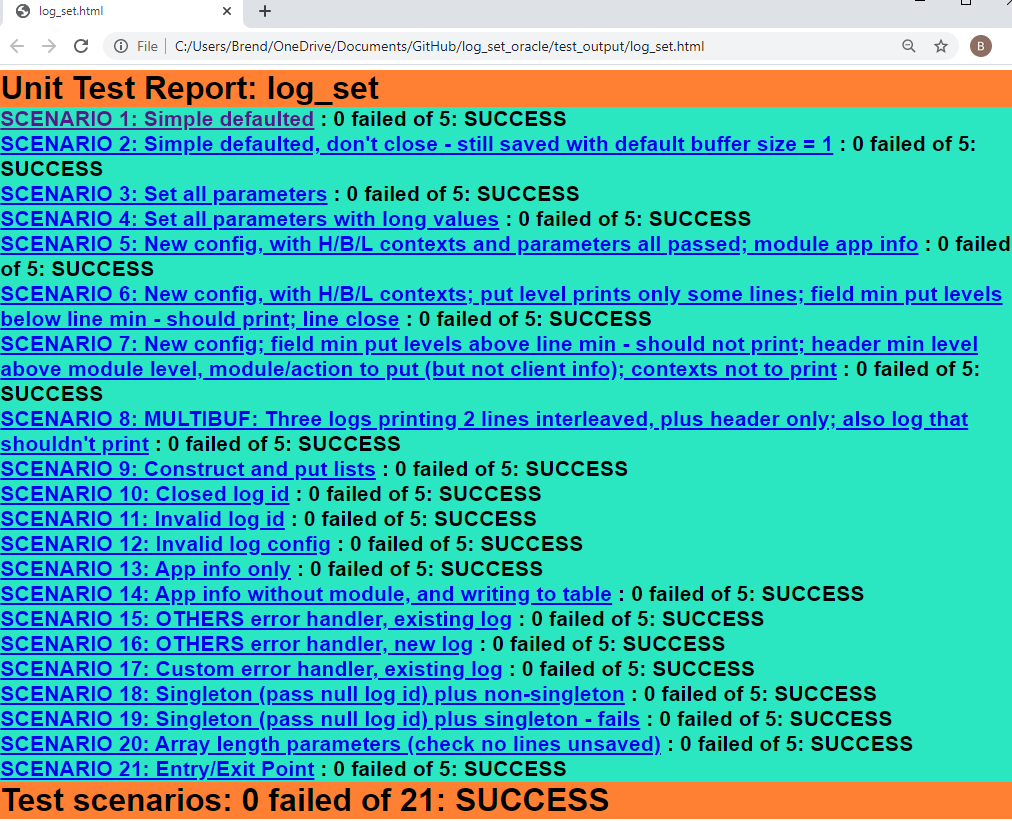 log_set.html
File
C:/Users/Brend/OneDrive/Documents/GitHub/log_set_oracle/test_output/log_set.html
B
Unit Test Report: log_set
SCENARIO 1: Simple defaulted : 0 failed of 5: SUCCESS
SCENARIO 2: Simple defaulted, don't close - still saved with default buffer size = 1 : 0 failed of 5:
SUCCESS
SCENARIO 3: Set all parameters : 0 failed of 5: SUCCESS
SCENARIO 4: Set all parameters with long values : 0 failed of 5: SUCCESS
SCENARIO 5: New config, with H/B/L contexts and parameters all passed; module app info : 0 failed
of 5: SUCCESS
SCENARIO 6: New config, with H/B/L contexts; put level prints only some lines; field min put levels
below line min - should print; line close : 0 failed of 5: SUCCESS
SCENARIO 7: New config; field min put levels above line min - should not print; header min level
above module level, module/action to put (but not client info); contexts not to print : 0 failed of 5:
SUCCESS
SCENARIO 8: MULTIBUF: Three logs printing 2 lines interleaved, plus header only; also log that
shouldn't print : 0 failed of 5: SUCCESS
SCENARIO 9: Construct and put lists : 0 failed of 5: SUCCESS
SCENARIO 10: Closed log id : 0 failed of 5: SUCCESS
SCENARIO 11: Invalid log id : 0 failed of 5: SUCCESS
SCENARIO 12: Invalid log config : 0 failed of 5: SUCCESS
SCENARIO 13: App info only : 0 failed of 5: SUCCESS
SCENARIO 14: App info without module, and writing to table : 0 failed of 5: SUCCESS
SCENARIO 15: OTHERS error handler, existing log : 0 failed of 5: SUCCESS
SCENARIO 16: OTHERS error handler, new log : 0 failed of 5: SUCCESS
SCENARIO 17: Custom error handler, existing log : 0 failed of 5: SUCCESS
SCENARIO 18: Singleton (pass null log id) plus non-singleton : 0 failed of 5: SUCCESS
SCENARIO 19: Singleton (pass null log id) plus singleton - fails : 0 failed of 5: SUCCESS
SCENARIO 20: Array length parameters (check no lines unsaved) : 0 failed of 5: SUCCESS
SCENARIO 21: Entry/Exit Point : 0 failed of 5: SUCCESS
Test scenarios: 0 failed of 21: SUCCESS